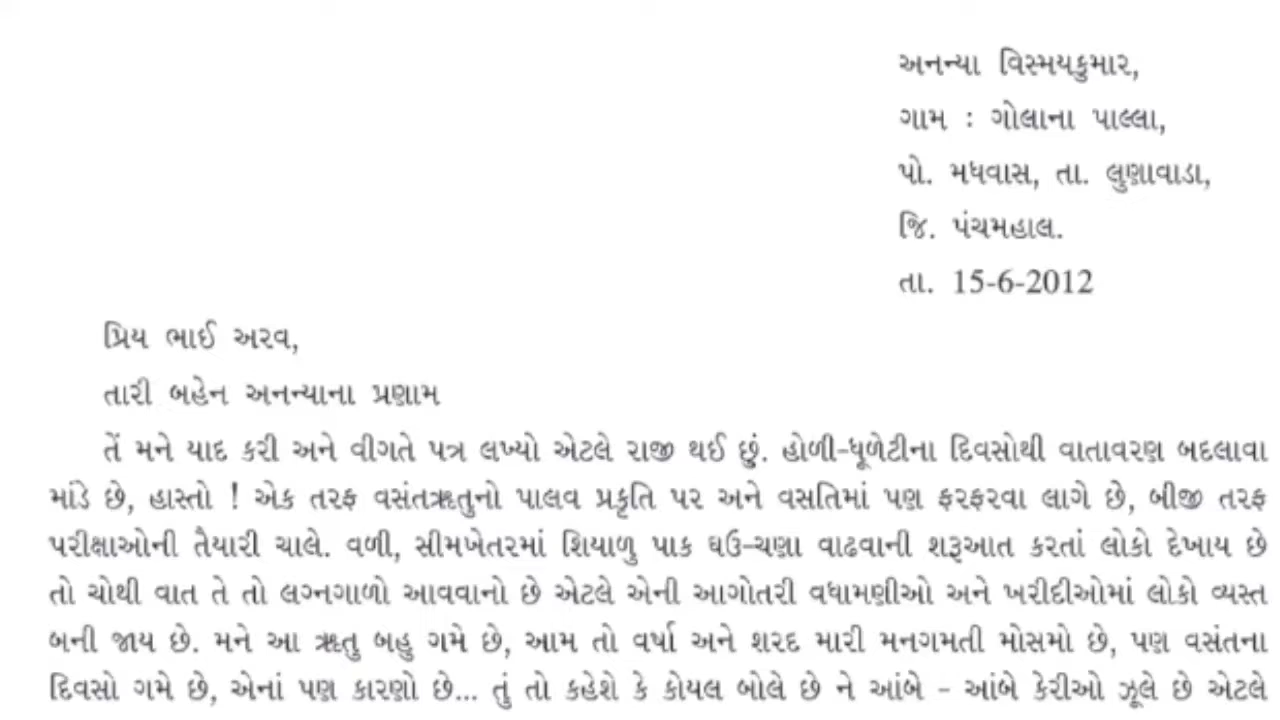 અનન્યા વિસ્મયકુમાર,
ગામ : ગોલાના પાલ્લા,
પો. મધવાસ, તા. લુણાવાડા,
જિ. પંચમહાલ.
તા. 15-6-2012
પ્રિય ભાઈ અરવ,
તારી બહેન અનન્યાના પ્રણામ
તેં મને યાદ કરી અને વીગતે પત્ર લખ્યો એટલે રાજી થઈ છું. હોળી-ધૂળેટીના દિવસોથી વાતાવરણ બદલાવા
માંડે છે, હાસ્તો ! એક તરફ વસંતઋતુનો પાલવ પ્રકૃતિ પર અને વસતિમાં પણ ફરફરવા લાગે છે, બીજી તરફ
પરીક્ષાઓની તૈયારી ચાલે. વળી, સીમખેતરમાં શિયાળુ પાક ઘઉ-ચણા વાઢવાની શરૂઆત કરતાં લોકો દેખાય છે
તો ચોથી વાત તે તો લગ્નગાળો આવવાનો છે એટલે એની આગોતરી વધામણીઓ અને ખરીદીઓમાં લોકો વ્યસ્ત
બની જાય છે. મને આ ઋતુ બહુ ગમે છે, આમ તો વર્ષા અને શરદ મારી મનગમતી મોસમો છે, પણ વસંતના
દિવસો ગમે છે, એનાં પણ કારણો છે... તું તો કહેશે કે કોયલ બોલે છે ને આંબે - આંબે કેરીઓ ઝૂલે છે એટલે